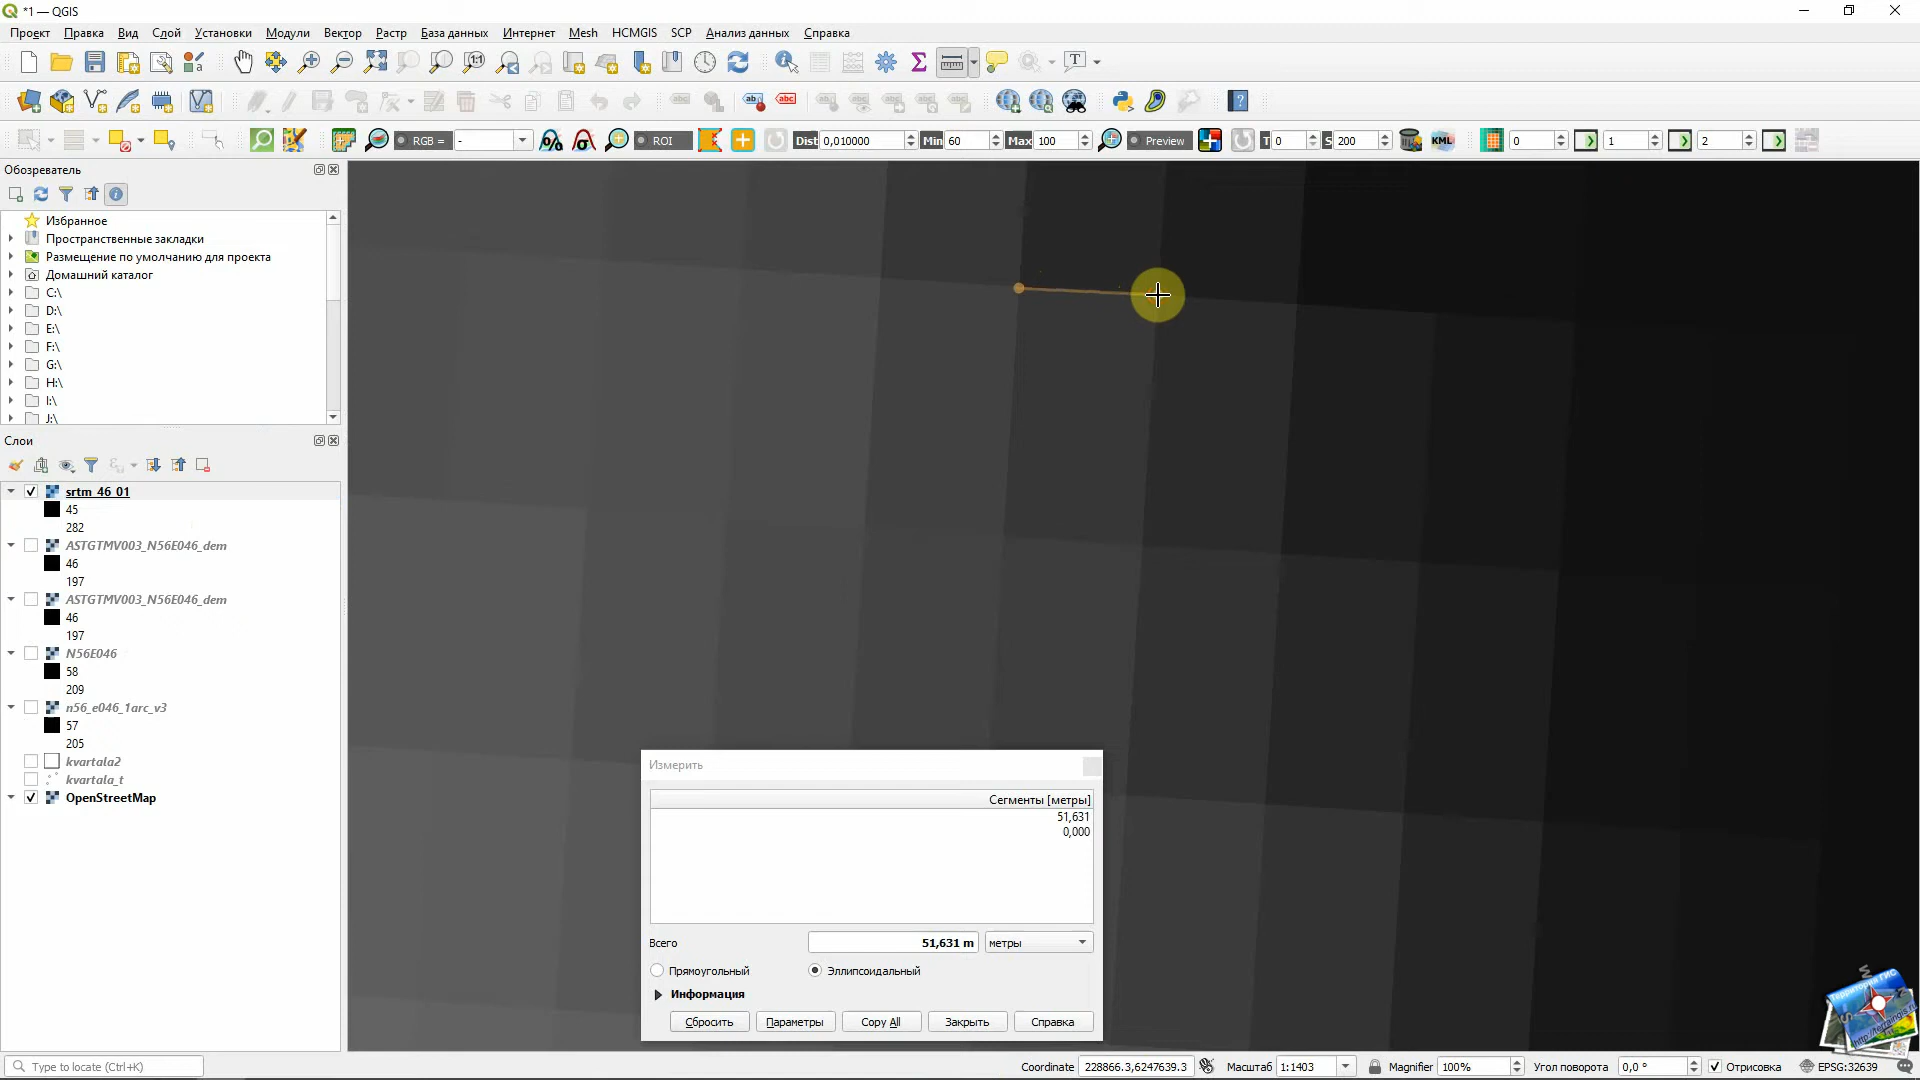 *1 — QGIS
Проект Правка Вид Слой Установки Модули Вектор Растр База данных Интернет Mesh HCMGIS SCP Анализ данных Справка
RGB = - ROI Dist 0,010000 Min 60 Max 100 Preview T 0 S 200 KML 0 1 2
Обозреватель
Избранное
Пространственные закладки
Размещение по умолчанию для проекта
Домашний каталог
C:\
D:\
E:\
F:\
G:\
H:\
I:\
J:\
Слои
srtm_46_01
45
282
ASTGTMV003_N56E046_dem
46
197
ASTGTMV003_N56E046_dem
46
197
N56E046
58
209
n56_e046_1arc_v3
57
205
kvartala2
kvartala_t
OpenStreetMap
Измерить
Сегменты [метры]
51,631
0,000
Всего 51,631 m метры
Прямоугольный Эллипсоидальный
Информация
Сбросить Параметры Copy All Закрыть Справка
Type to locate (Ctrl+K) Coordinate 228866.3,6247639.3 Масштаб 1:1403 Magnifier 100% Угол поворота 0,0 ° Отрисовка EPSG:32639